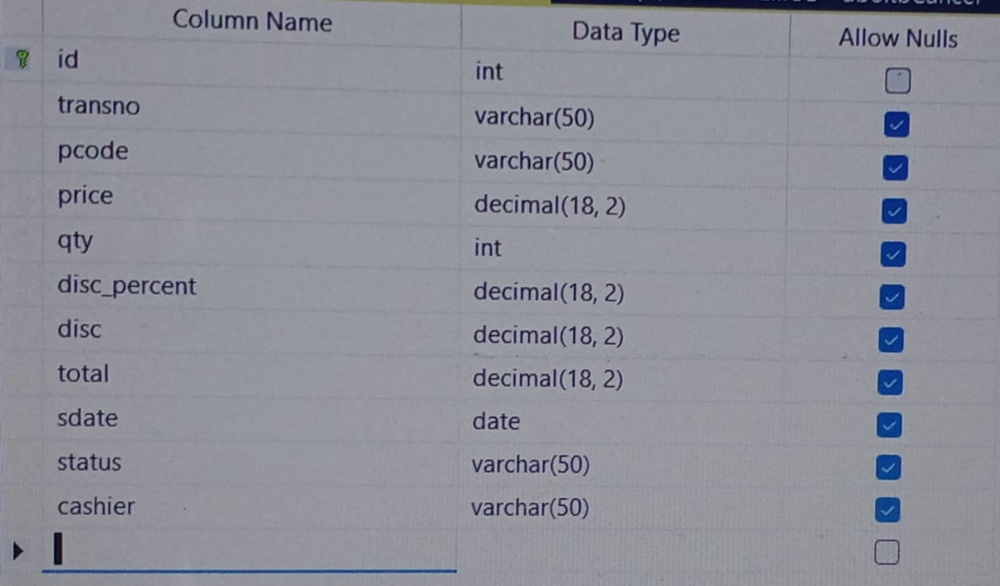 Column Name Data Type Allow Nulls
id int
transno varchar(50)
pcode varchar(50)
price decimal(18, 2)
qty int
disc_percent decimal(18, 2)
disc decimal(18, 2)
total decimal(18, 2)
sdate date
status varchar(50)
cashier varchar(50)